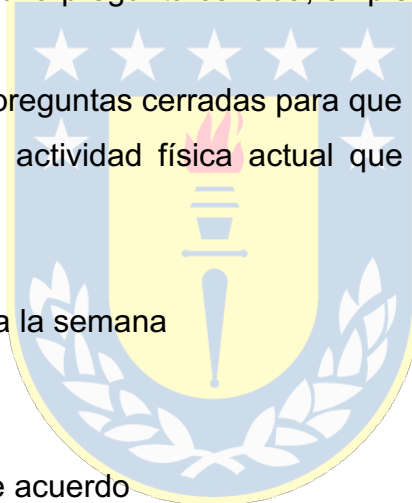 preguntas cerradas para que
actividad física actual que
a la semana
e acuerdo